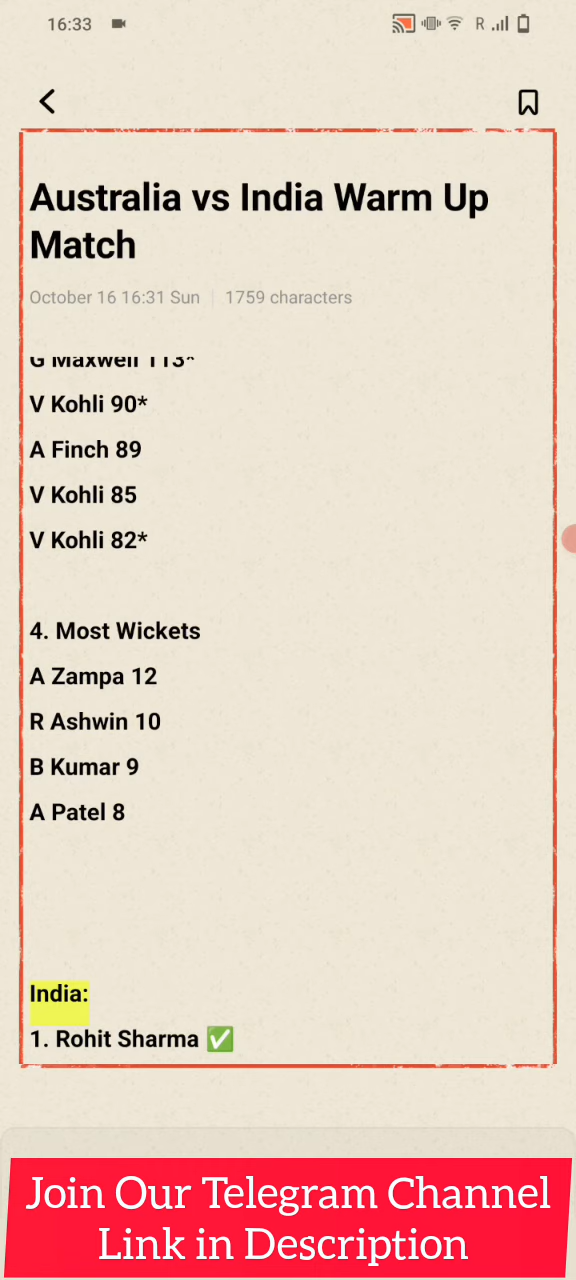 16:33
R
Australia vs India Warm Up
Match
October 16 16:31 Sun | 1759 characters
G Maxwell 113*
V Kohli 90*
A Finch 89
V Kohli 85
V Kohli 82*
4. Most Wickets
A Zampa 12
R Ashwin 10
B Kumar 9
A Patel 8
India:
1. Rohit Sharma ✅
Join Our Telegram Channel
Link in Description